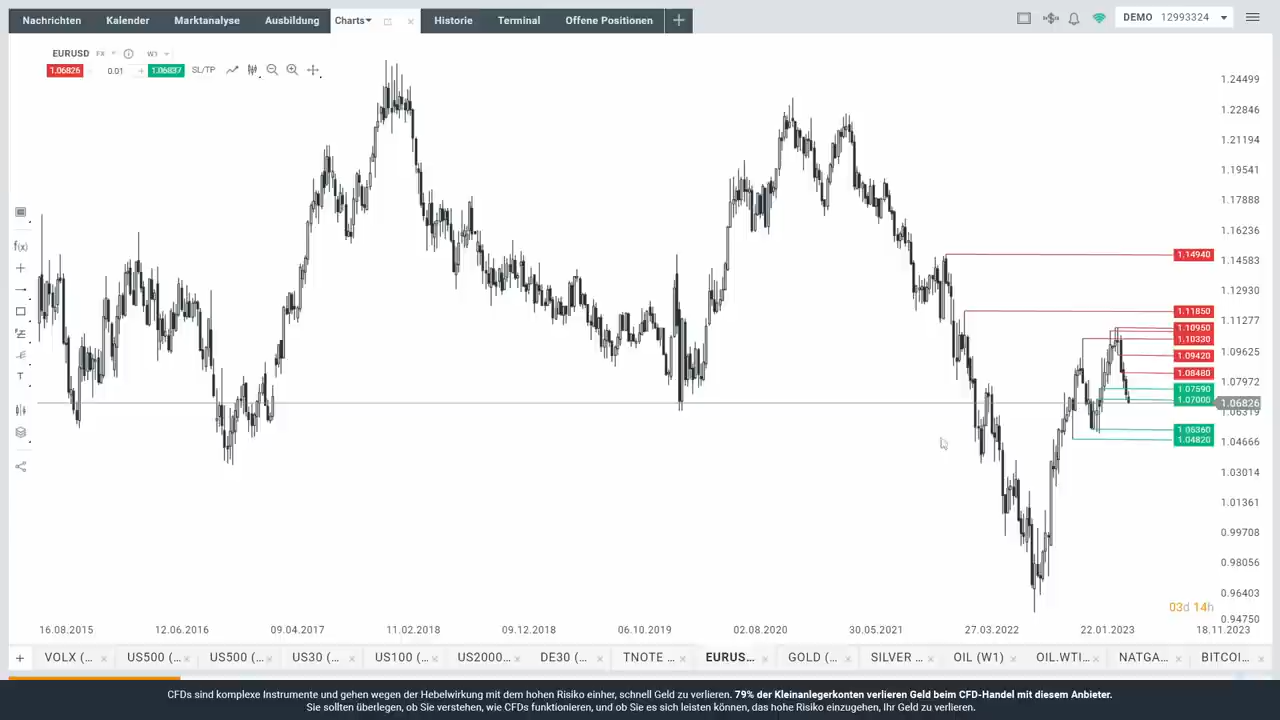 Nachrichten Kalender Marktanalyse Ausbildung Charts Historie Terminal Offene Positionen
DEMO 12993324
EURUSD FX W1
1.06826 0.01 1.06837 SL/TP
f(x)
T
1.24499
1.22846
1.21194
1.19541
1.17888
1.16236
1.14583
1.12930
1.11277
1.09625
1.07972
1.06826
1.06319
1.04666
1.03014
1.01361
0.99708
0.98056
0.96403
0.94750
1.14940
1.11850
1.10950
1.10330
1.09420
1.08480
1.07590
1.07000
1.05360
1.04820
03d 14h
16.08.2015 12.06.2016 09.04.2017 11.02.2018 09.12.2018 06.10.2019 02.08.2020 30.05.2021 27.03.2022 22.01.2023 18.11.2023
VOLX (... US500 (... US500 (... US30 (... US100 (... US2000... DE30 (... TNOTE ... EURUS... GOLD (... SILVER ... OIL (W1) OIL.WTI... NATGA... BITCOI...
CFDs sind komplexe Instrumente und gehen wegen der Hebelwirkung mit dem hohen Risiko einher, schnell Geld zu verlieren. 79% der Kleinanlegerkonten verlieren Geld beim CFD-Handel mit diesem Anbieter.
Sie sollten überlegen, ob Sie verstehen, wie CFDs funktionieren, und ob Sie es sich leisten können, das hohe Risiko einzugehen, Ihr Geld zu verlieren.